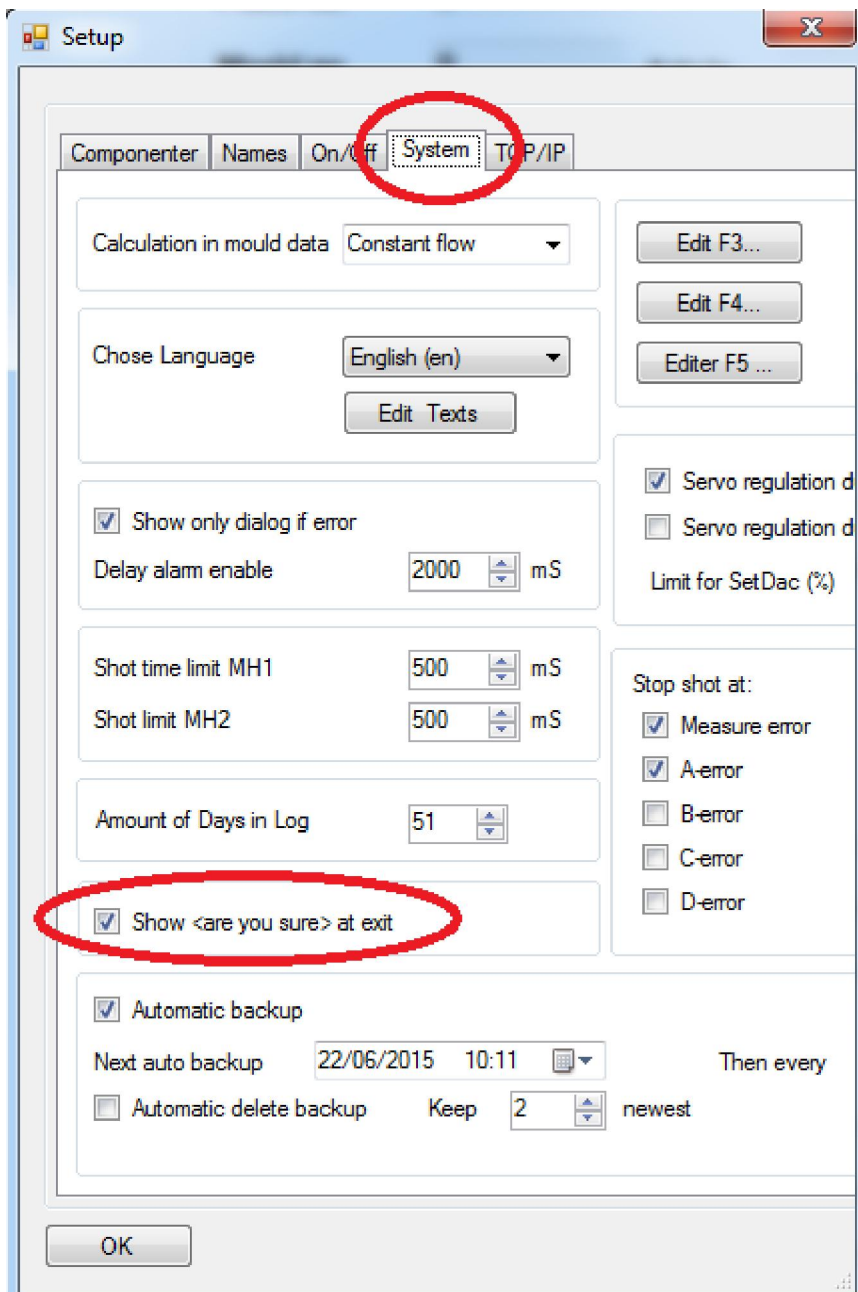 Setup
Componenter Names On/Off System TCP/IP
Calculation in mould data Constant flow
Chose Language English (en)
Edit Texts
Show only dialog if error
Delay alarm enable 2000 mS
Shot time limit MH1 500 mS
Shot limit MH2 500 mS
Amount of Days in Log 51
Show <are you sure> at exit
Edit F3...
Edit F4...
Editer F5 ...
Servo regulation d
Servo regulation d
Limit for SetDac (%)
Stop shot at:
Measure error
A-error
B-error
C-error
D-error
Automatic backup
Next auto backup 22/06/2015 10:11 Then every
Automatic delete backup Keep 2 newest
OK